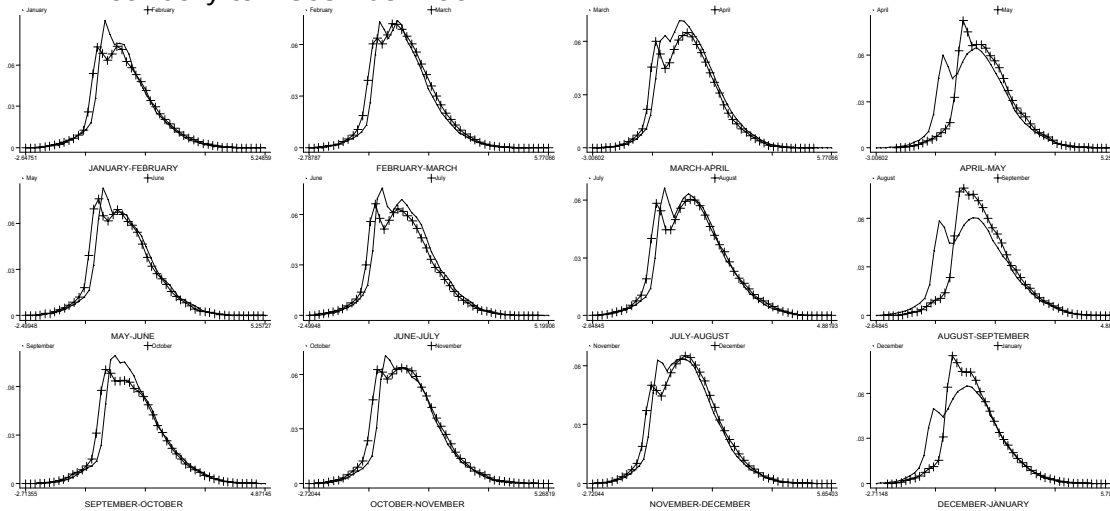 January February
February March
March April
April May
.06
.06
.06
.06
.03
.03
.03
.03
0
0
0
0
-2.64751 5.24659
-2.78787 5.77086
-3.00602 5.77086
-3.00602
JANUARY-FEBRUARY
FEBRUARY-MARCH
MARCH-APRIL
APRIL-MAY
May June
June July
July August
August September
.06
.06
.06
.06
.03
.03
.03
.03
0
0
0
0
-2.49948 5.25727
-2.49948 5.19906
-2.64845 4.86193
-2.64845
MAY-JUNE
JUNE-JULY
JULY-AUGUST
AUGUST-SEPTEMBER
September October
October November
November December
December January
.06
.06
.06
.06
.03
.03
.03
.03
0
0
0
0
-2.71355 4.87145
-2.72044 5.26819
-2.72044 5.65403
-2.71148
SEPTEMBER-OCTOBER
OCTOBER-NOVEMBER
NOVEMBER-DECEMBER
DECEMBER-JANUARY